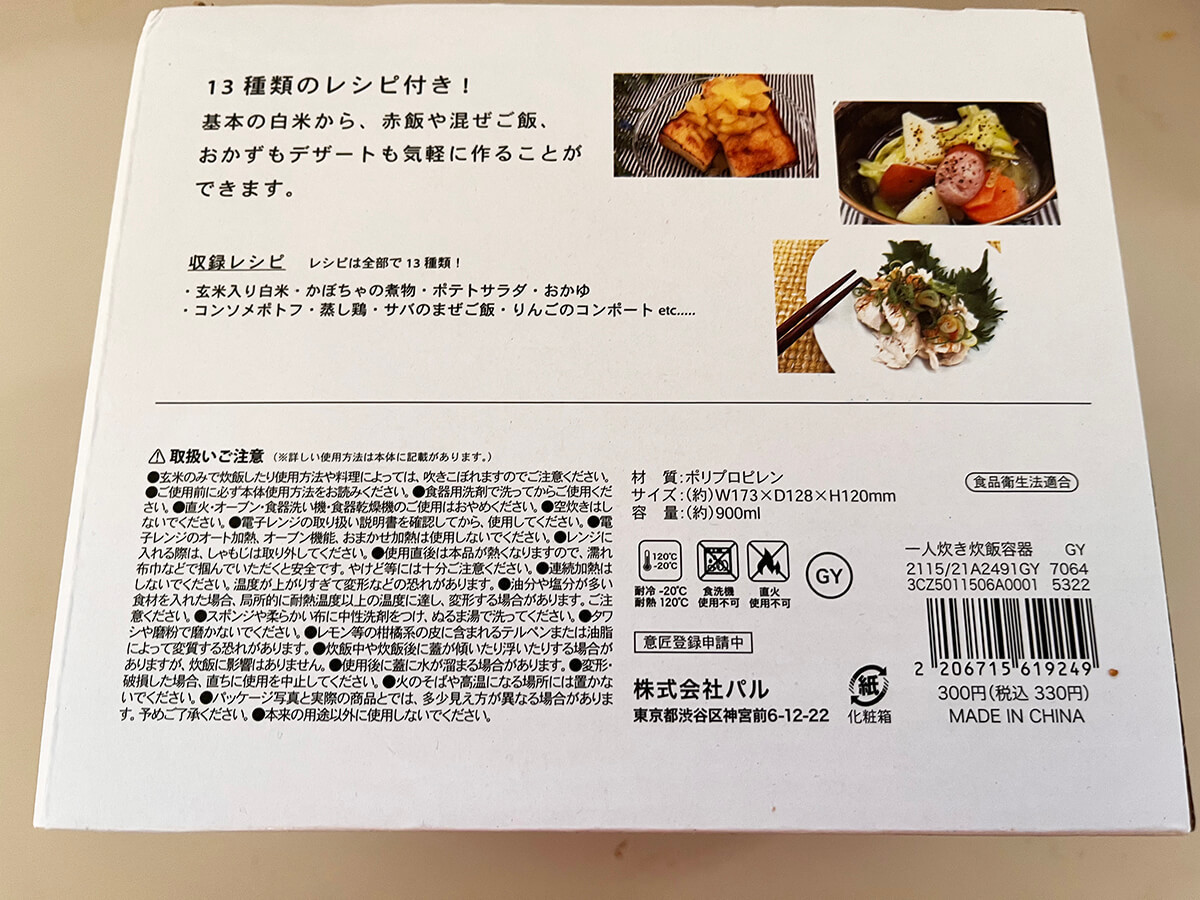 13 種類のレシピ付き!
基本の白米から、赤飯や混ぜご飯、
おかずもデザートも気軽に作ることが
できます。
収録レシピ レシピは全部で 13 種類!
・玄米入り白米・かぼちゃの煮物・ポテトサラダ・おかゆ
・コンソメポトフ・蒸し鶏・サバのまぜご飯・りんごのコンポート etc.....
⚠ 取扱いご注意 (※詳しい使用方法は本体に記載があります。)
●玄米のみで炊飯したり使用方法や料理によっては、吹きこぼれますのでご注意ください。
●ご使用前に必ず本体使用方法をお読みください。●食器用洗剤で洗ってからご使用くだ
さい。●直火・オーブン・食器洗い機・食器乾燥機のご使用はおやめください。●空炊きはし
ないでください。●電子レンジの取り扱い説明書を確認してから、使用してください。●電
子レンジのオート加熱、オーブン機能、おまかせ加熱は使用しないでください。●レンジに
入れる際は、しゃもじは取り外してください。●使用直後は本品が熱くなりますので、濡れ
布巾などで掴んでいただくと安全です。やけど等には十分ご注意ください。●連続加熱は
しないでください。温度が上がりすぎて変形などの恐れがあります。●油分や塩分が多い
食材を入れた場合、局所的に耐熱温度以上の温度に達し、変形する場合があります。ご注
意ください。●スポンジや柔らかい布に中性洗剤をつけ、ぬるま湯で洗ってください。●タワ
シや磨粉で磨かないでください。●レモン等の柑橘系の皮に含まれるテルペンまたは油脂
によって変質する恐れがあります。●炊飯中や炊飯後に蓋が傾いたり浮いたりする場合が
ありますが、炊飯に影響はありません。●使用後に蓋に水が溜まる場合があります。●変形・
破損した場合、直ちに使用を中止してください。●火のそばや高温になる場所には置かな
いでください。●パッケージ写真と実際の商品とでは、多少見え方が異なる場合がありま
す。予めご了承ください。●本来の用途以外に使用しないでください。
材 質:ポリプロピレン
サイズ:(約)W173×D128×H120mm
容 量:(約)900ml
食品衛生法適合
120℃
-20℃
耐冷 -20℃
耐熱 120℃
食洗機
使用不可
直火
使用不可
GY
意匠登録申請中
株式会社パル
東京都渋谷区神宮前6-12-22
紙
化粧箱
一人炊き炊飯容器 GY
2115/21A2491GY 7064
3CZ5011506A0001 5322
2 206715 619249
300円(税込 330円)
MADE IN CHINA